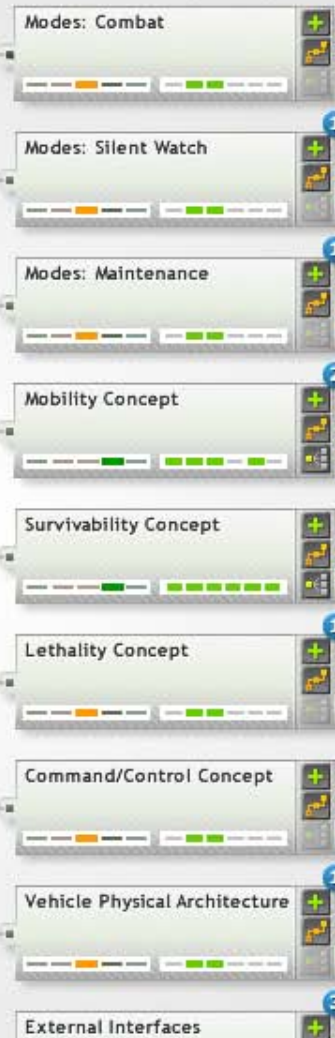 Modes: Combat
Modes: Silent Watch
Modes: Maintenance
Mobility Concept
Survivability Concept
Lethality Concept
Command/Control Concept
Vehicle Physical Architecture
External Interfaces